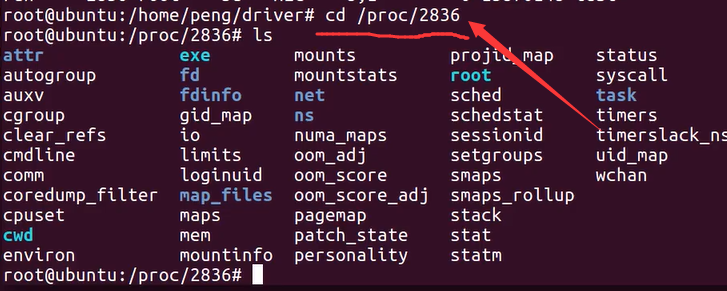 root@ubuntu:/home/peng/driver# cd /proc/2836
root@ubuntu:/proc/2836# ls
attr exe mounts projid_map status
autogroup fd mountstats root syscall
auxv fdinfo net sched task
cgroup gid_map ns schedstat timers
clear_refs io numa_maps sessionid timerslack_ns
cmdline limits oom_adj setgroups uid_map
comm loginuid oom_score smaps wchan
coredump_filter map_files oom_score_adj smaps_rollup
cpuset maps pagemap stack
cwd mem patch_state stat
environ mountinfo personality statm
root@ubuntu:/proc/2836#